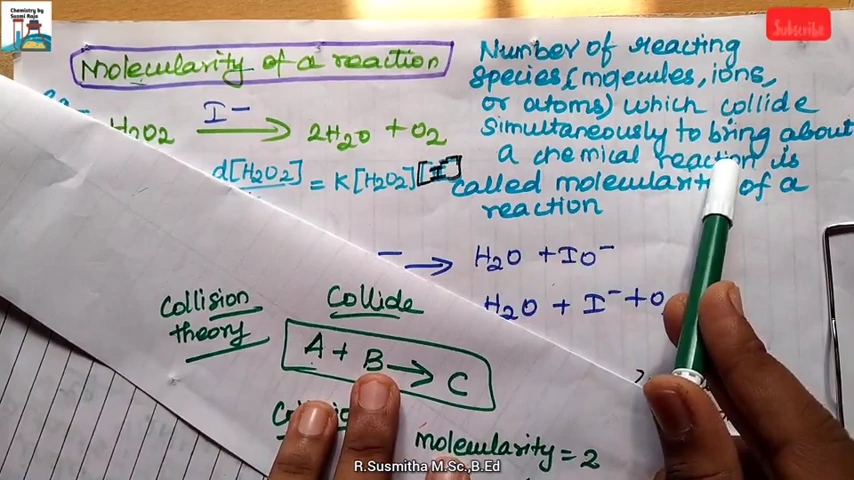 Chemistry by
Susmi Raja
Subscribe
Molecularity of a reaction
H2O2 I⁻ → 2H2O + O2
d[H2O2] = K[H2O2][I⁻]
Number of reacting
species (molecules, ions,
or atoms) which collide
simultaneously to bring about
a chemical reaction is
called molecularity of a
reaction
⁻ → H2O + IO⁻
H2O + I⁻ + O
Collision
theory
Collide
A + B → C
molecularity = 2
R.Susmitha M.Sc.,B.Ed